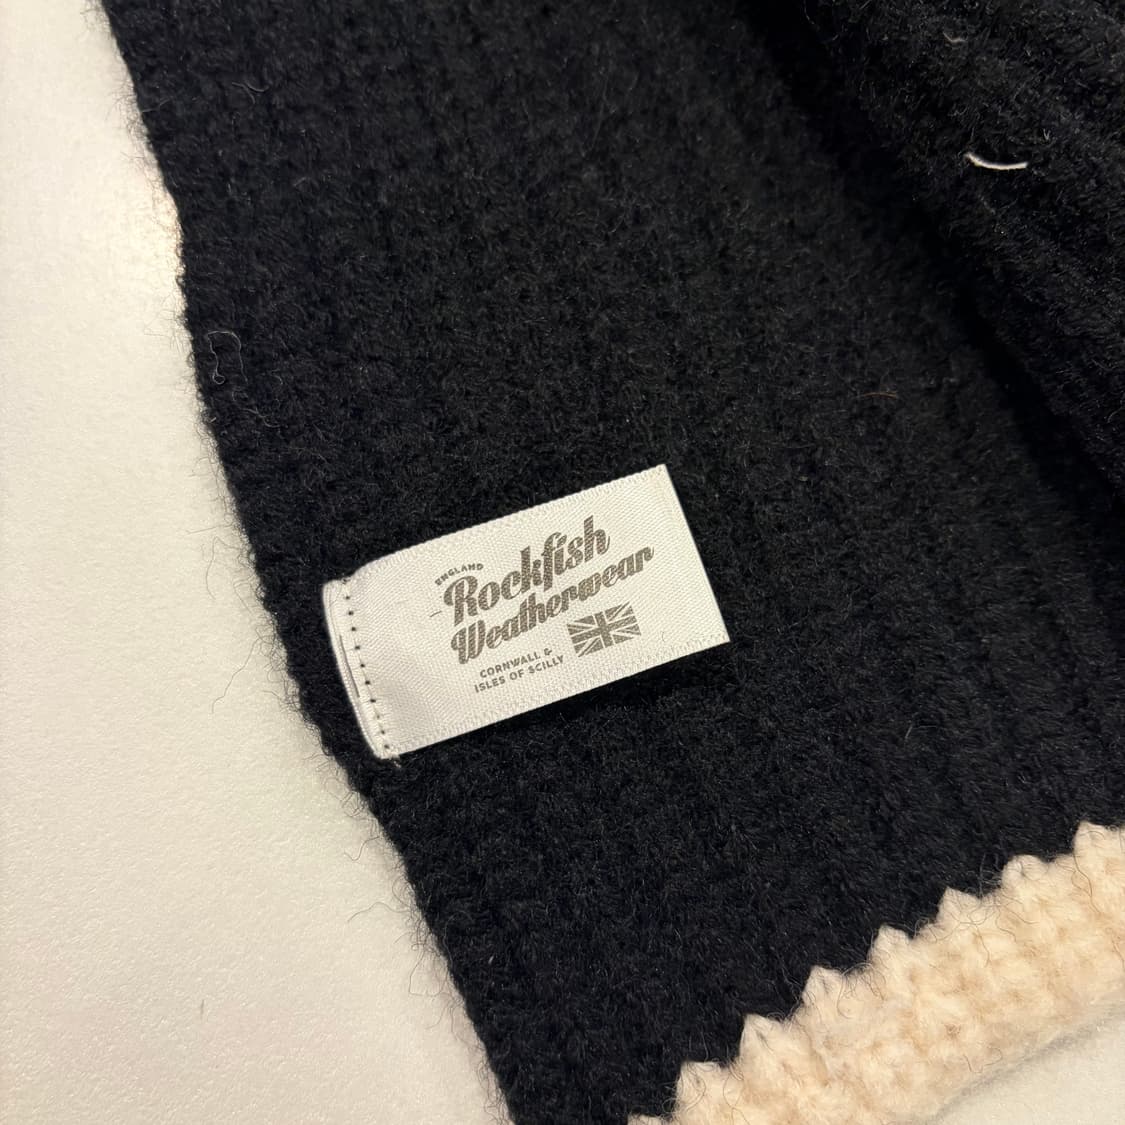 ENGLAND
Rockfish
Weatherwear
CORNWALL &
ISLES OF SCILLY